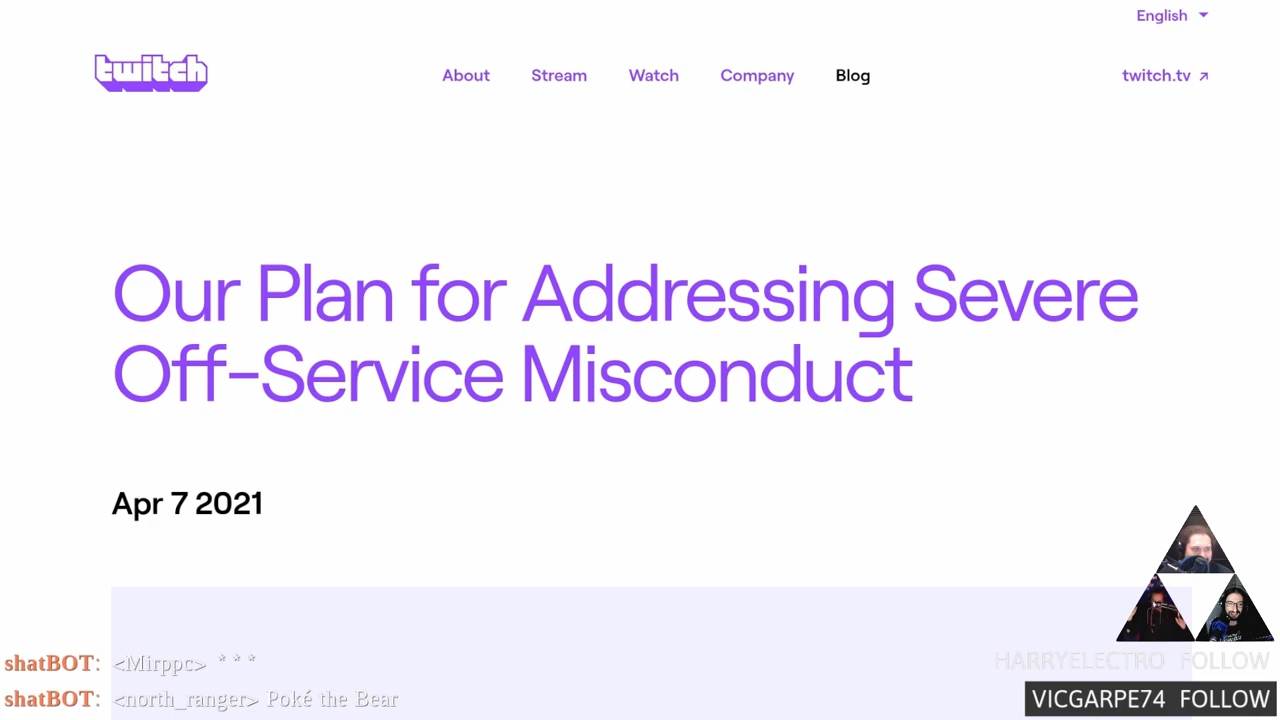 English
twitch
About Stream Watch Company Blog
twitch.tv ↗
Our Plan for Addressing Severe
Off-Service Misconduct
Apr 7 2021
shatBOT: <Mirppc> ***
HARRYELECTRO FOLLOW
shatBOT: <north_ranger> Poké the Bear
VICGARPE74 FOLLOW